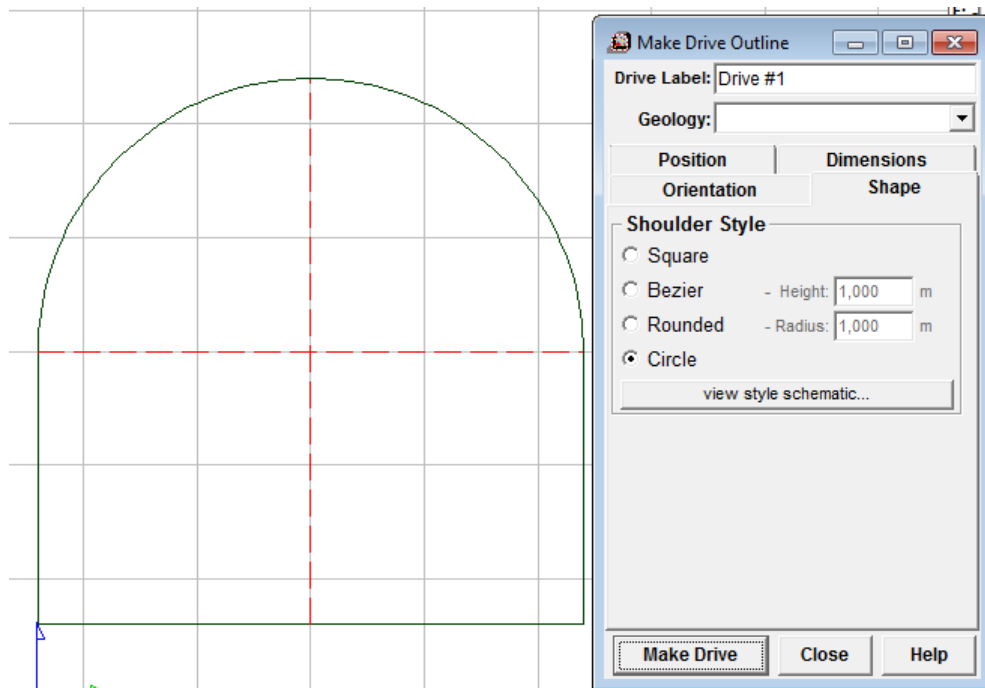 Make Drive Outline
Drive Label: Drive #1
Geology:
Position Dimensions
Orientation Shape
Shoulder Style
Square
Bezier - Height: 1,000 m
Rounded - Radius: 1,000 m
Circle
view style schematic...
Make Drive Close Help